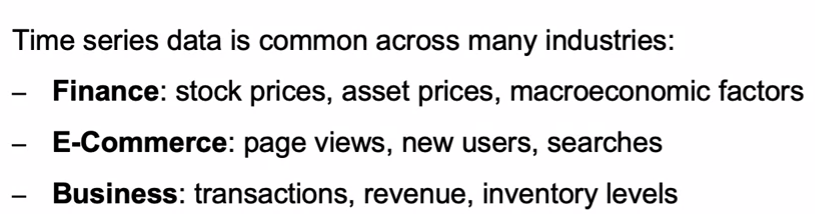 Time series data is common across many industries:
– Finance: stock prices, asset prices, macroeconomic factors
– E-Commerce: page views, new users, searches
– Business: transactions, revenue, inventory levels